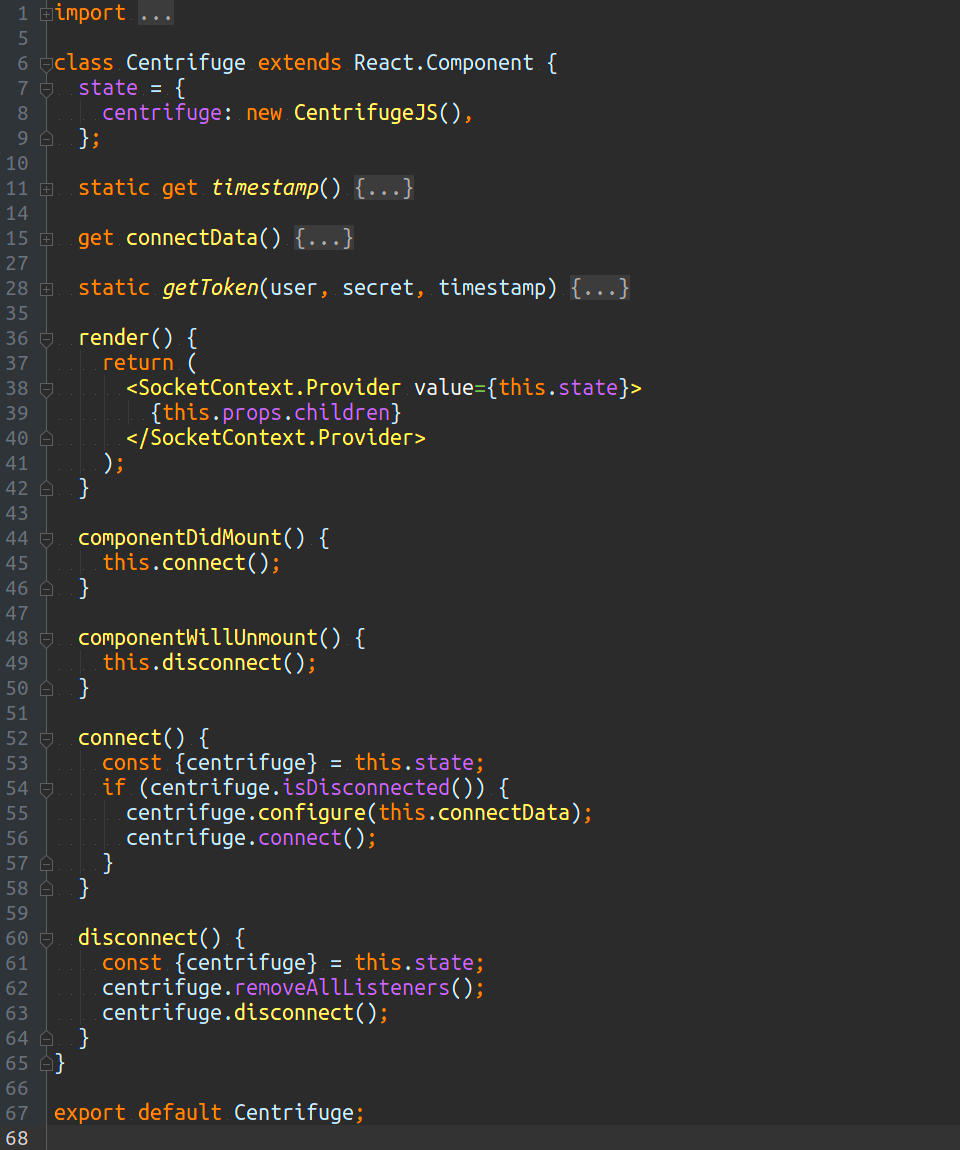 1 import ...
5
6 class Centrifuge extends React.Component {
7   state = {
8     centrifuge: new CentrifugeJS(),
9   };
10
11   static get timestamp() {...}
14
15   get connectData() {...}
27
28   static getToken(user, secret, timestamp) {...}
35
36   render() {
37     return (
38       <SocketContext.Provider value={this.state}>
39         {this.props.children}
40       </SocketContext.Provider>
41     );
42   }
43
44   componentDidMount() {
45     this.connect();
46   }
47
48   componentWillUnmount() {
49     this.disconnect();
50   }
51
52   connect() {
53     const {centrifuge} = this.state;
54     if (centrifuge.isDisconnected()) {
55       centrifuge.configure(this.connectData);
56       centrifuge.connect();
57     }
58   }
59
60   disconnect() {
61     const {centrifuge} = this.state;
62     centrifuge.removeAllListeners();
63     centrifuge.disconnect();
64   }
65 }
66
67 export default Centrifuge;
68